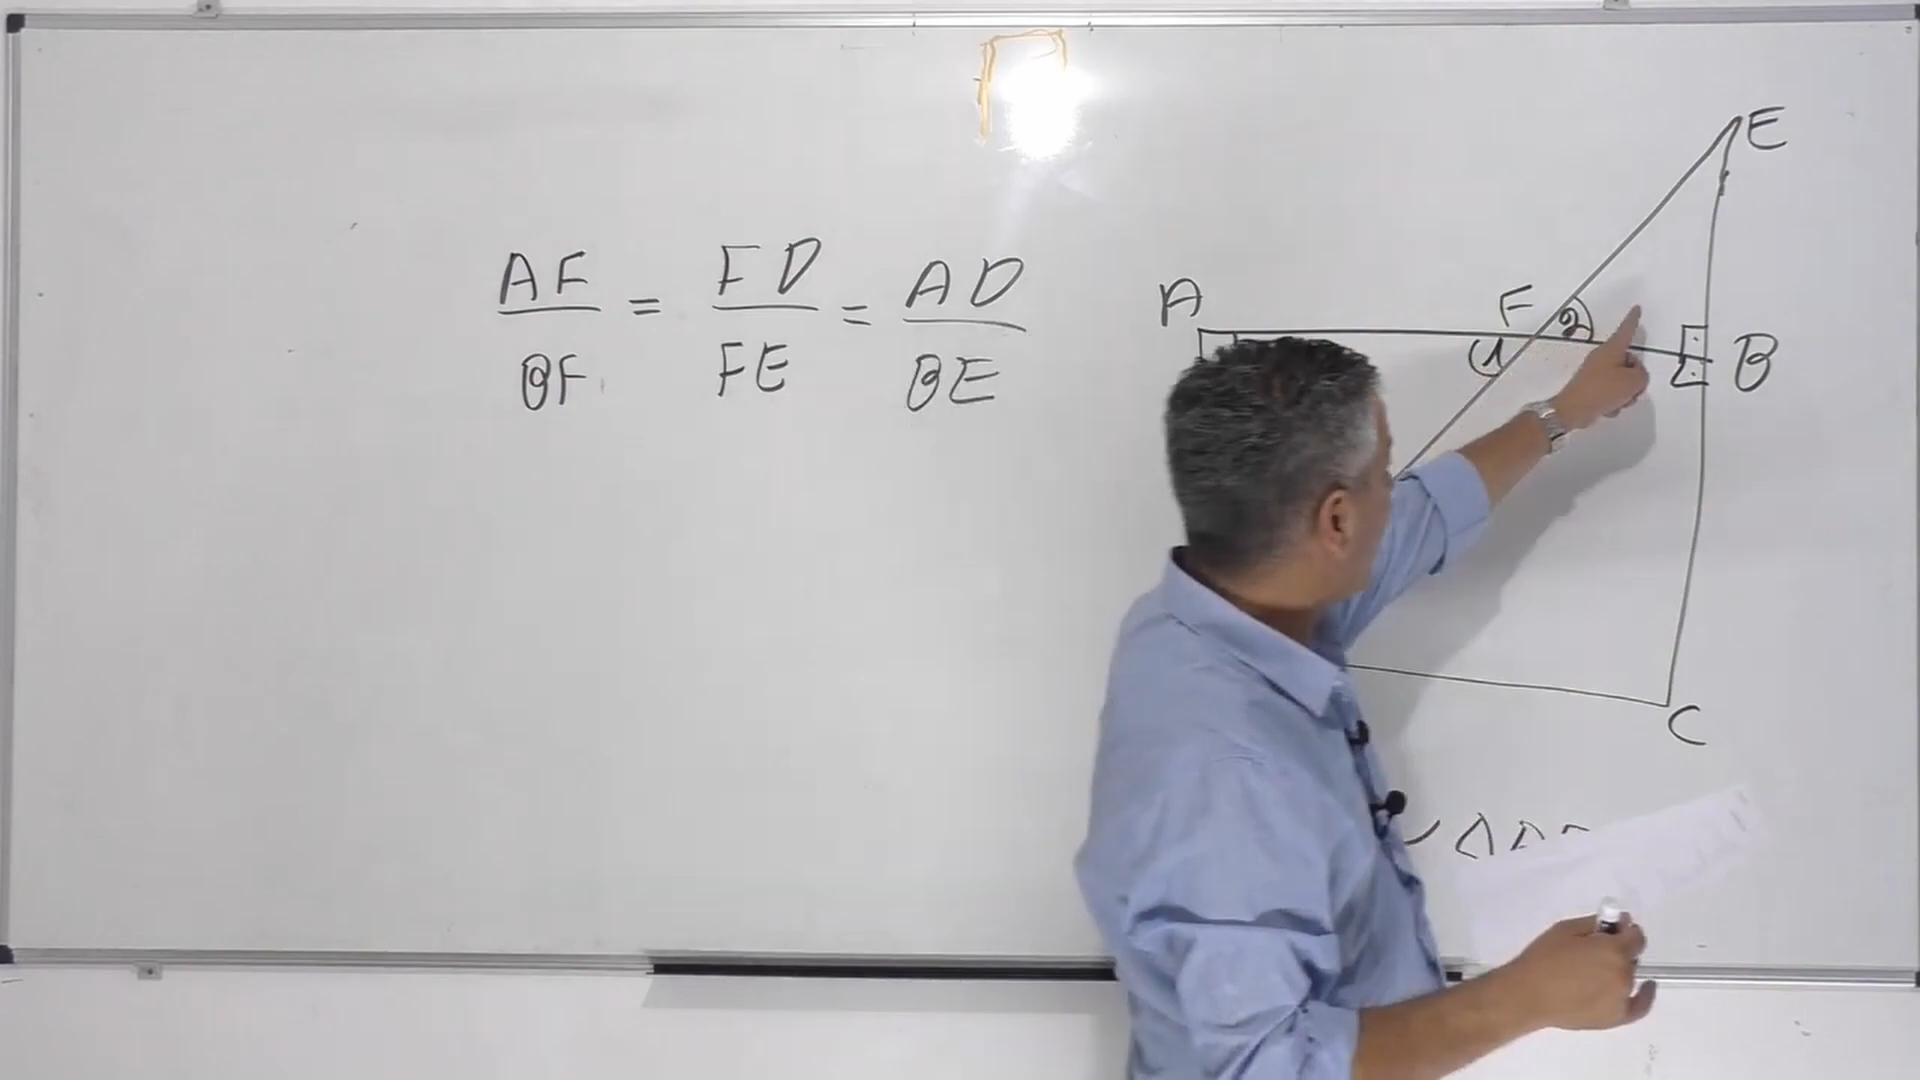 AF/BF = FD/FE = AD/BE
E
A F 2 B
1
C
~ Δ A